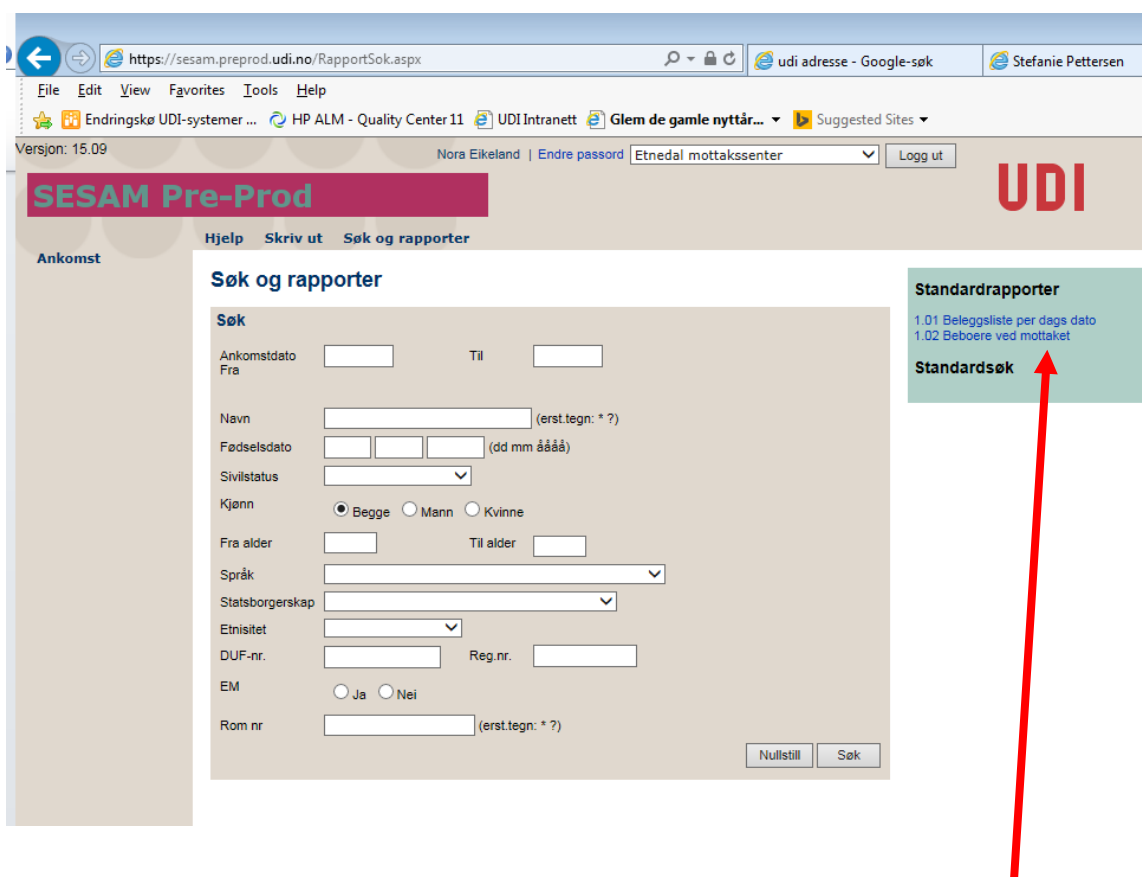 https://sesam.preprod.udi.no/RapportSok.aspx
udi adresse - Google-søk
Stefanie Pettersen
File Edit View Favorites Tools Help
Endringskø UDI-systemer ... HP ALM - Quality Center 11 UDI Intranett Glem de gamle nyttår... Suggested Sites
Versjon: 15.09
Nora Eikeland | Endre passord Etnedal mottakssenter Logg ut
SESAM Pre-Prod
UDI
Hjelp Skriv ut Søk og rapporter
Ankomst
Søk og rapporter
Søk
Ankomstdato Til
Fra
Navn (erst.tegn: * ?)
Fødselsdato (dd mm åååå)
Sivilstatus
Kjønn Begge Mann Kvinne
Fra alder Til alder
Språk
Statsborgerskap
Etnisitet
DUF-nr. Reg.nr.
EM Ja Nei
Rom nr (erst.tegn: * ?)
Nullstill Søk
Standardrapporter
1.01 Beleggsliste per dags dato
1.02 Beboere ved mottaket
Standardsøk